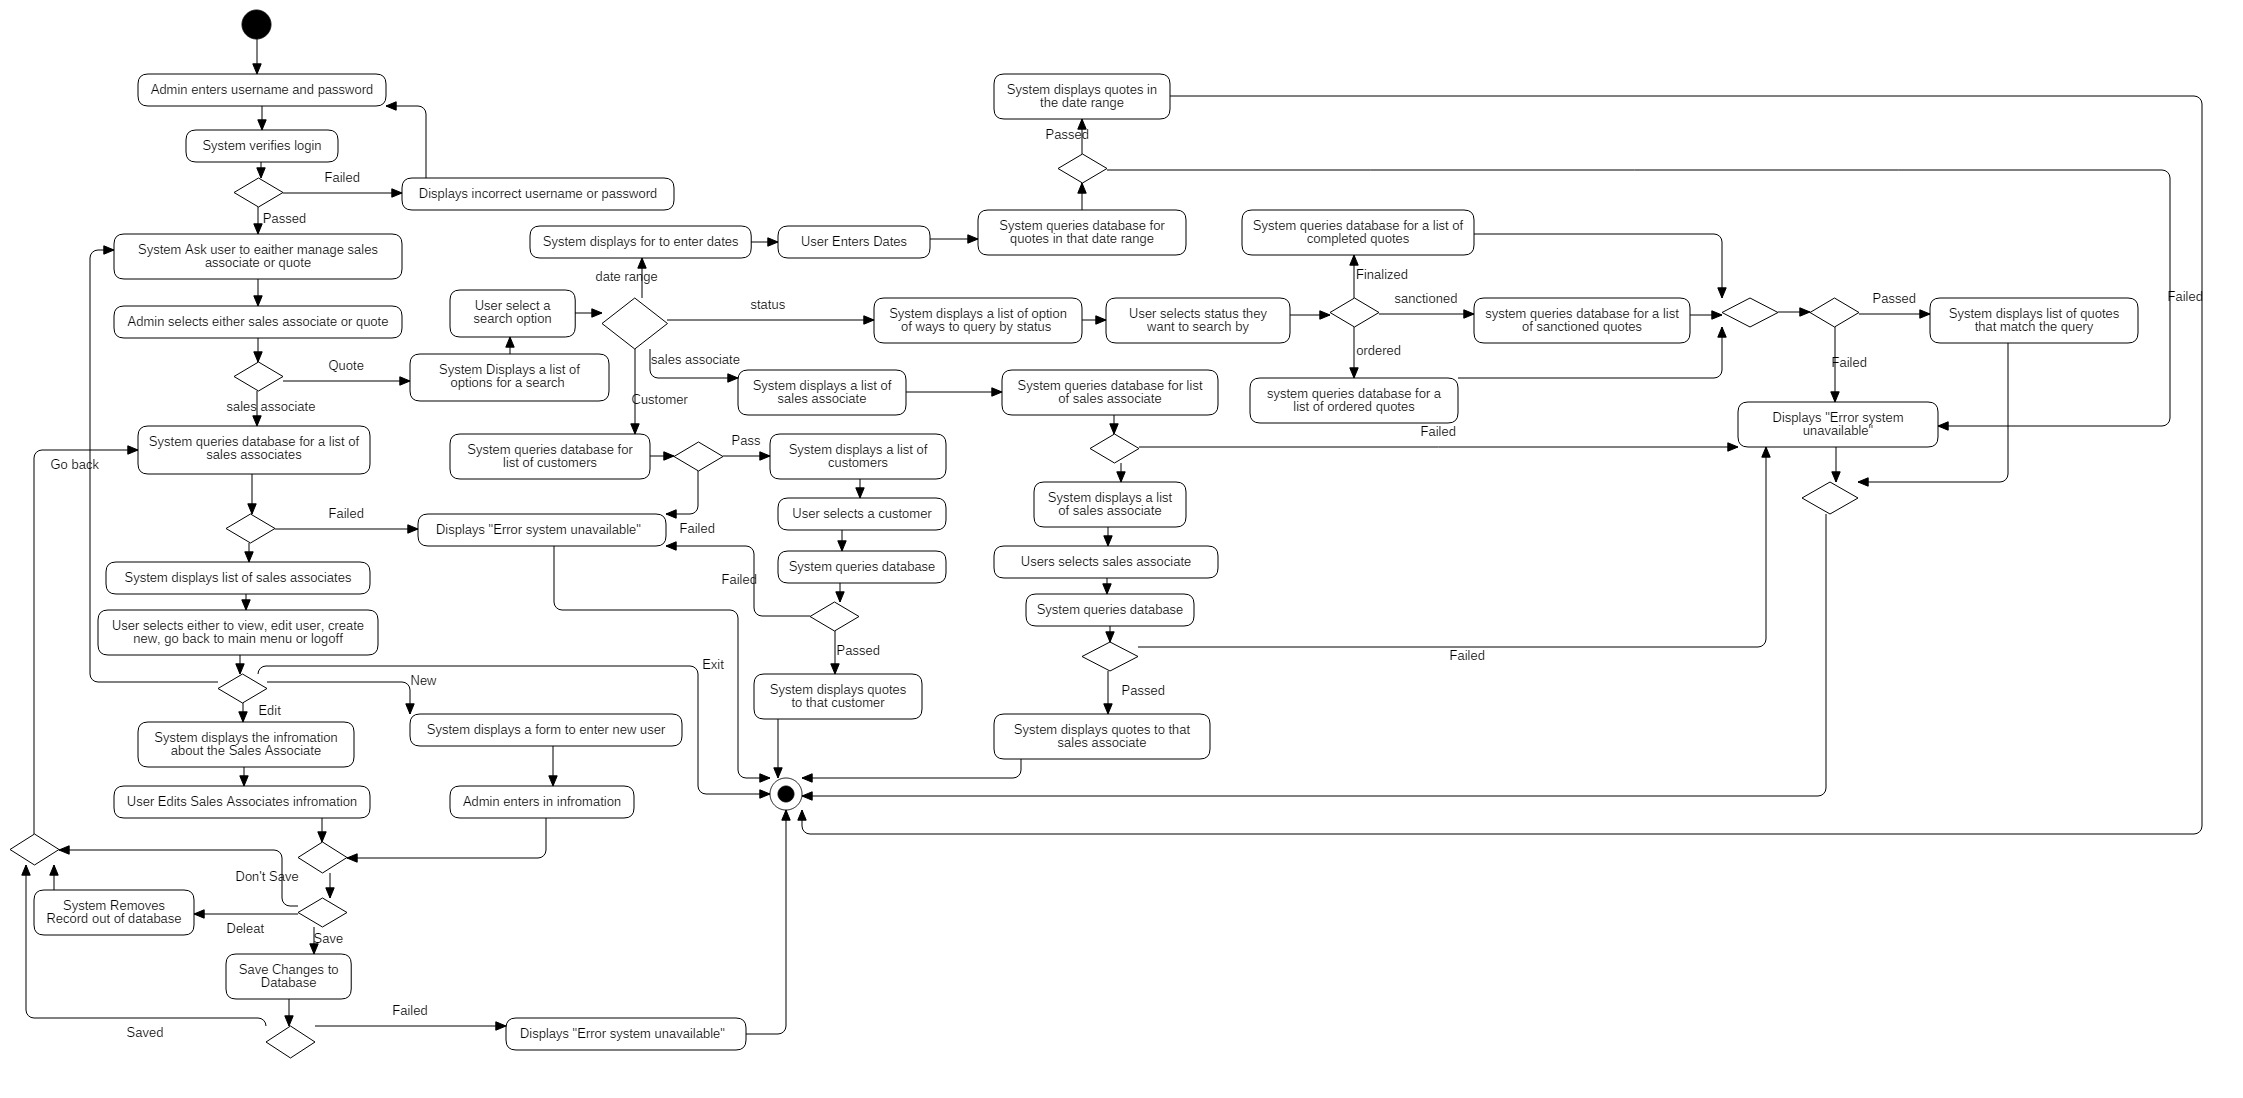 Admin enters username and password
System verifies login
Failed
Displays incorrect username or password
Passed
System Ask user to eaither manage sales
associate or quote
Admin selects either sales associate or quote
Quote
sales associate
System Displays a list of
options for a search
User select a
search option
date range
System displays for to enter dates
User Enters Dates
System queries database for
quotes in that date range
Passed
System displays quotes in
the date range
Failed
status
System displays a list of option
of ways to query by status
User selects status they
want to search by
Finalized
System queries database for a list of
completed quotes
sanctioned
system queries database for a list
of sanctioned quotes
ordered
system queries database for a
list of ordered quotes
Passed
System displays list of quotes
that match the query
Failed
Displays "Error system
unavailable"
sales associate
System displays a list of
sales associate
System queries database for list
of sales associate
Failed
System displays a list
of sales associate
Users selects sales associate
System queries database
Failed
Passed
System displays quotes to that
sales associate
Customer
System queries database for
list of customers
Pass
System displays a list of
customers
User selects a customer
System queries database
Failed
Failed
Passed
System displays quotes
to that customer
System queries database for a list of
sales associates
Go back
Failed
Displays "Error system unavailable"
System displays list of sales associates
User selects either to view, edit user, create
new, go back to main menu or logoff
Exit
New
Edit
System displays the infromation
about the Sales Associate
System displays a form to enter new user
User Edits Sales Associates infromation
Admin enters in infromation
Don't Save
System Removes
Record out of database
Deleat
Save
Save Changes to
Database
Failed
Saved
Displays "Error system unavailable"